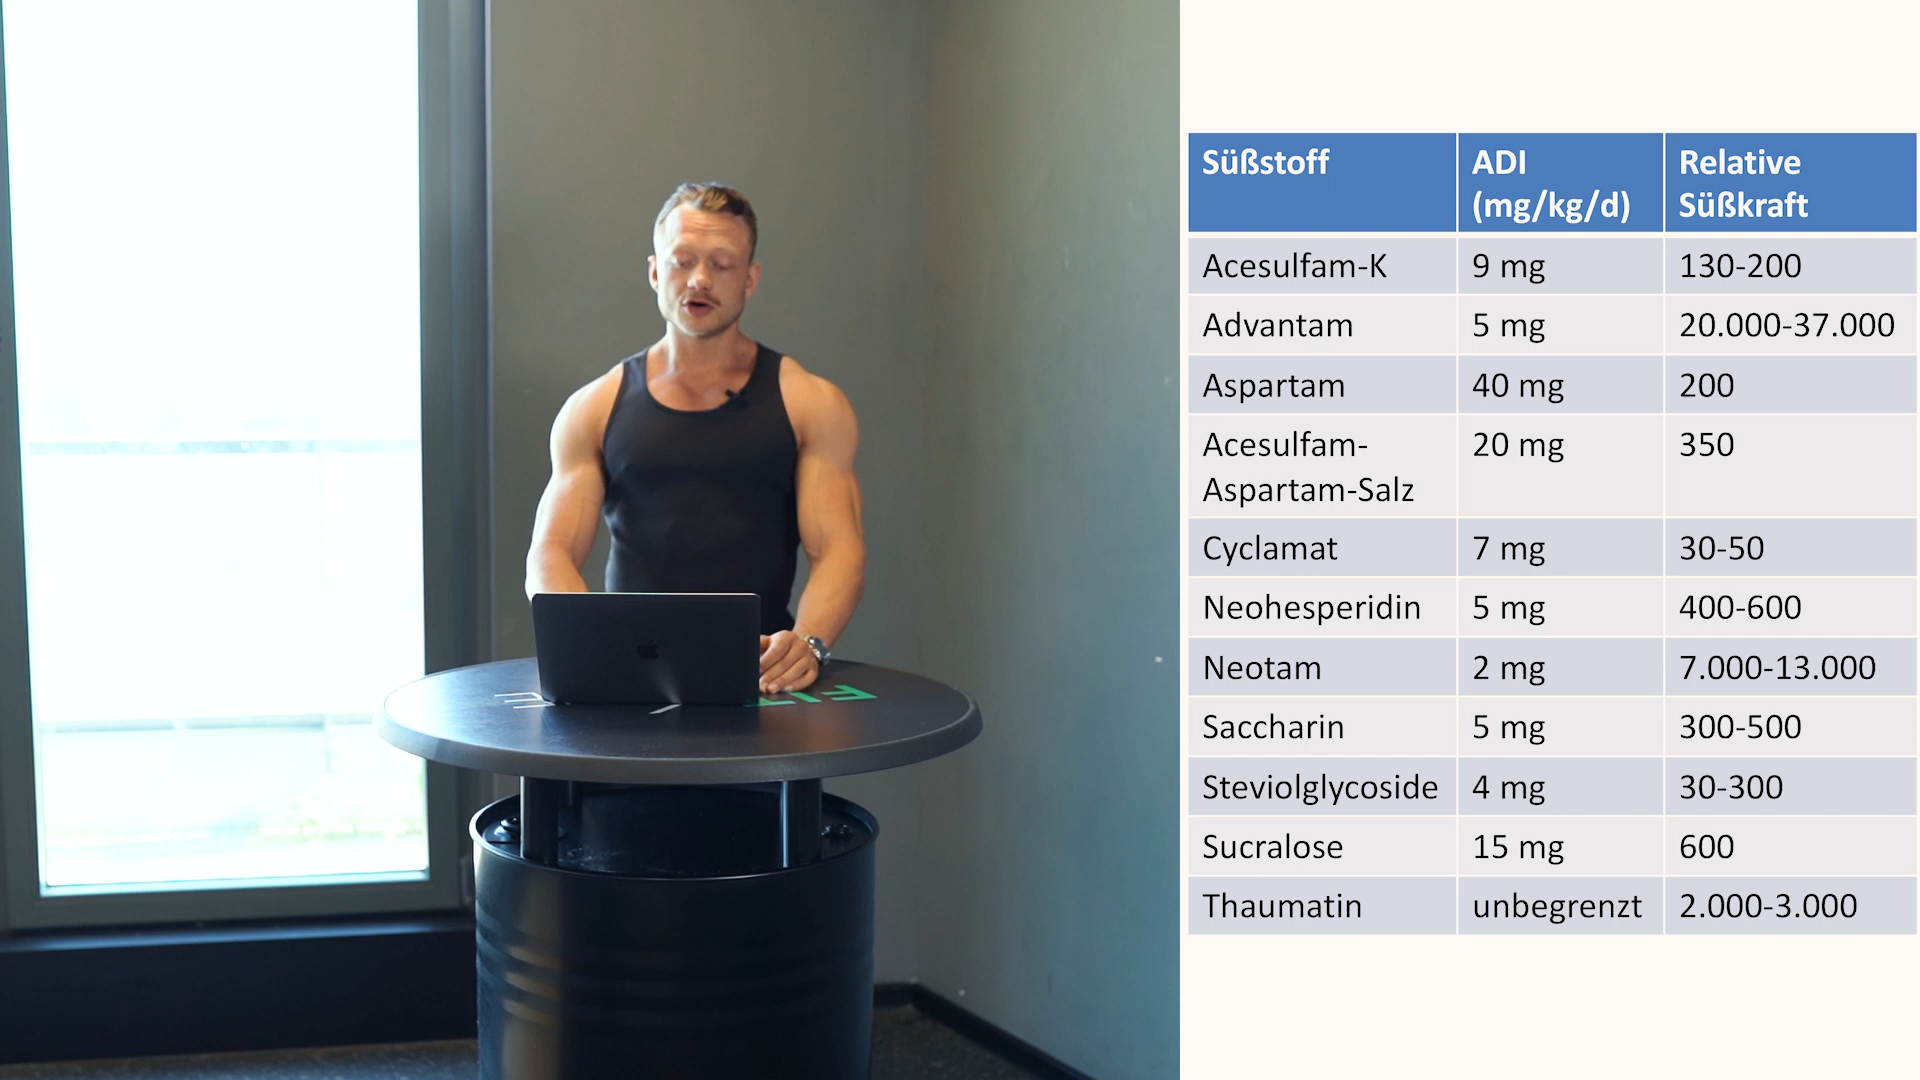 Süßstoff
ADI
(mg/kg/d)
Relative
Süßkraft
Acesulfam-K
9 mg
130-200
Advantam
5 mg
20.000-37.000
Aspartam
40 mg
200
Acesulfam-
Aspartam-Salz
20 mg
350
Cyclamat
7 mg
30-50
Neohesperidin
5 mg
400-600
Neotam
2 mg
7.000-13.000
Saccharin
5 mg
300-500
Steviolglycoside
4 mg
30-300
Sucralose
15 mg
600
Thaumatin
unbegrenzt
2.000-3.000